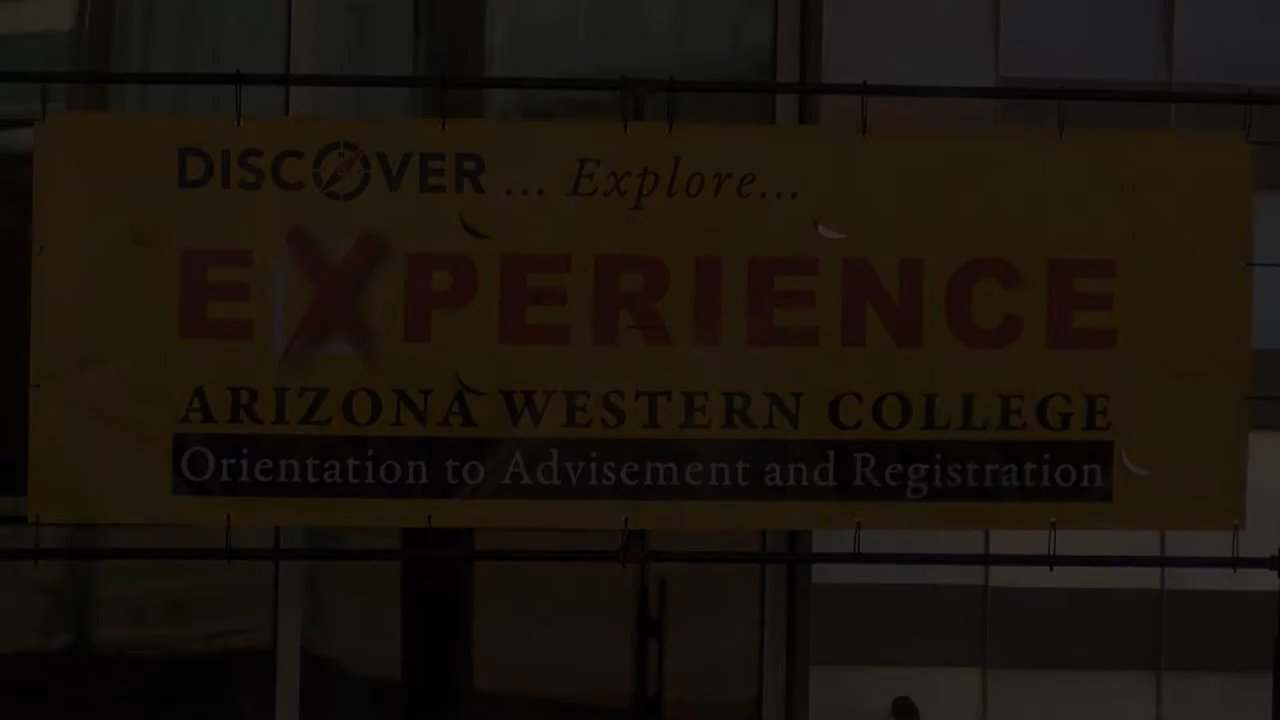 DISCOVER ... Explore...
EXPERIENCE
ARIZONA WESTERN COLLEGE
Orientation to Advisement and Registration